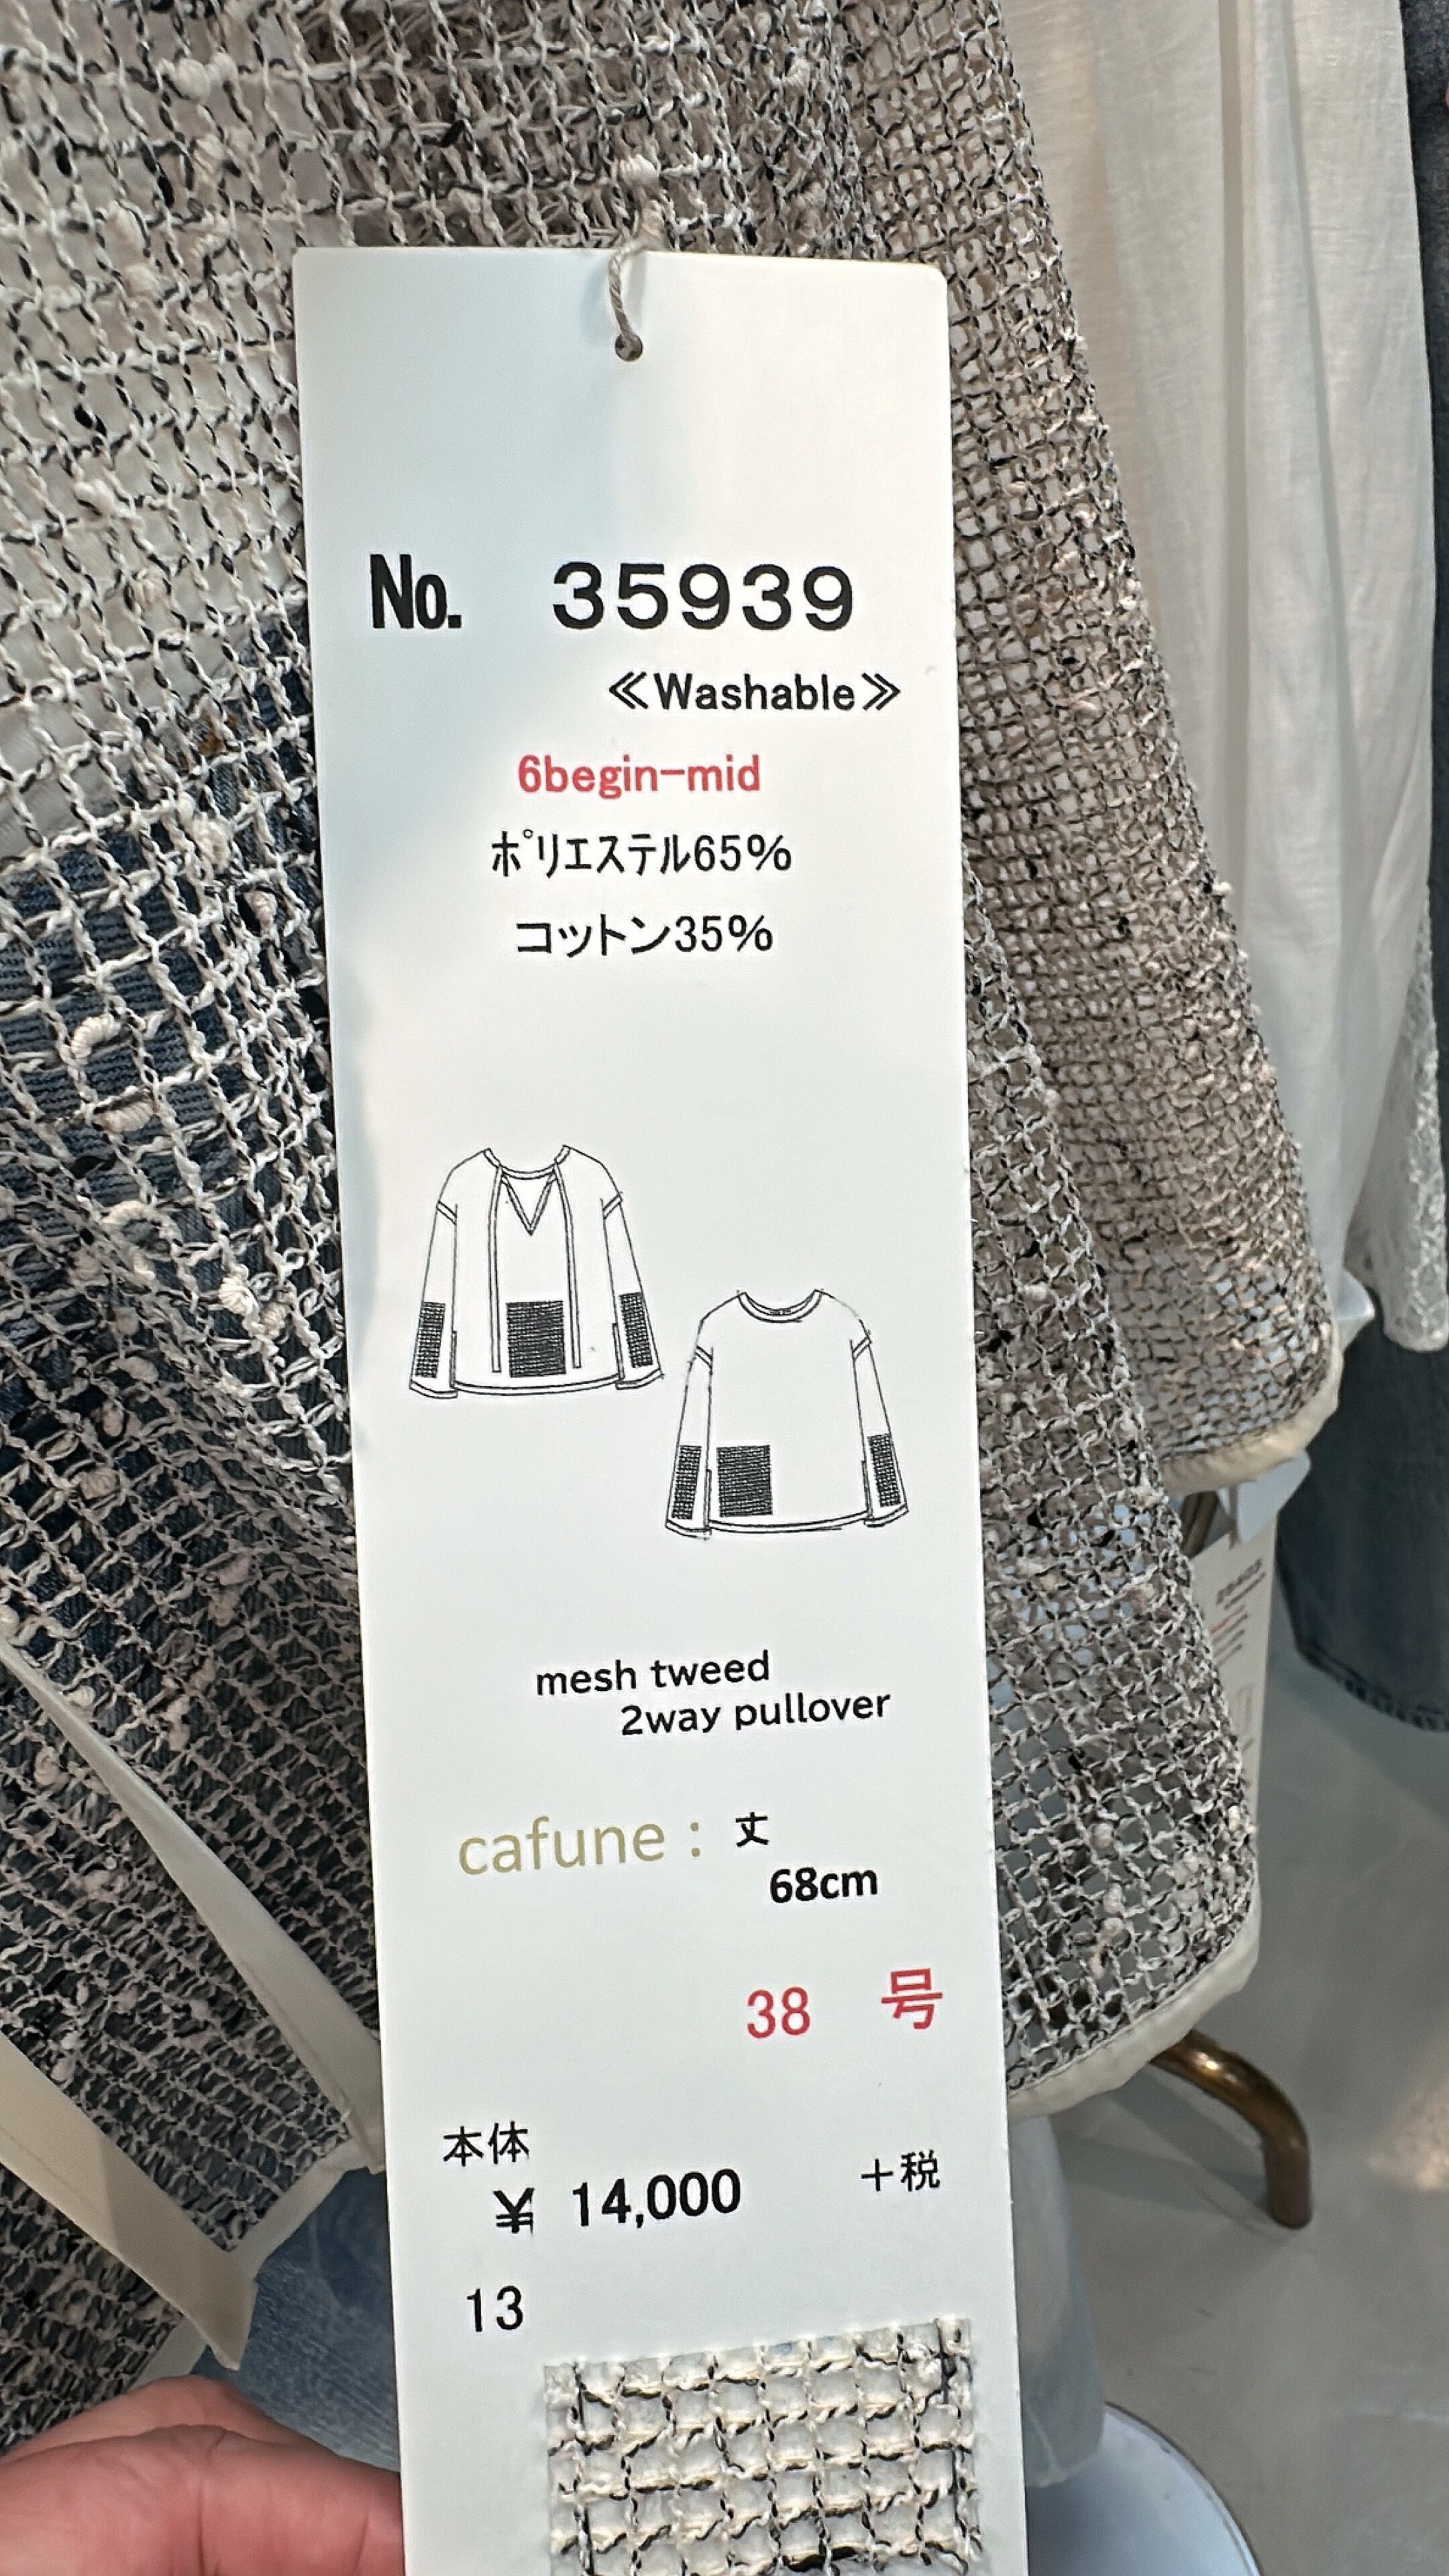 No. 35939
≪Washable≫
6begin-mid
ﾎﾟﾘｴｽﾃﾙ65%
コットン35%
mesh tweed
2way pullover
cafune : 丈
68cm
38 号
本体
¥ 14,000 +税
13